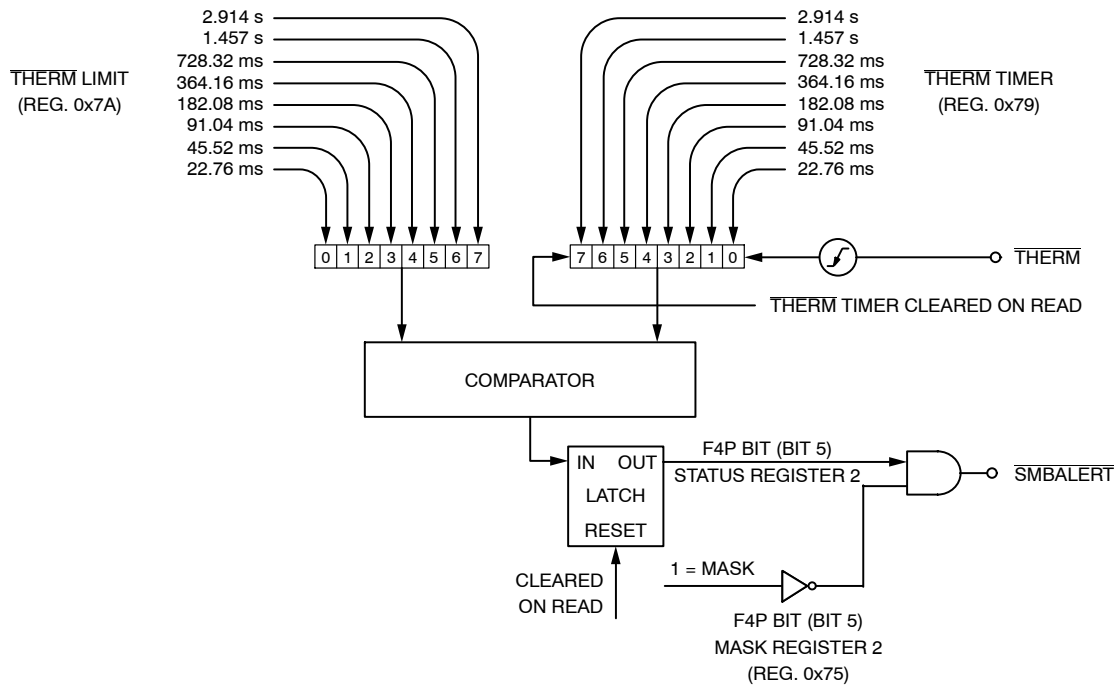 2.914 s
1.457 s
728.32 ms
364.16 ms
182.08 ms
91.04 ms
45.52 ms
22.76 ms
THERM LIMIT
(REG. 0x7A)
2.914 s
1.457 s
728.32 ms
364.16 ms
182.08 ms
91.04 ms
45.52 ms
22.76 ms
THERM TIMER
(REG. 0x79)
0 1 2 3 4 5 6 7
7 6 5 4 3 2 1 0
THERM
THERM TIMER CLEARED ON READ
COMPARATOR
IN OUT
LATCH
RESET
F4P BIT (BIT 5)
STATUS REGISTER 2
SMBALERT
CLEARED
ON READ
1 = MASK
F4P BIT (BIT 5)
MASK REGISTER 2
(REG. 0x75)